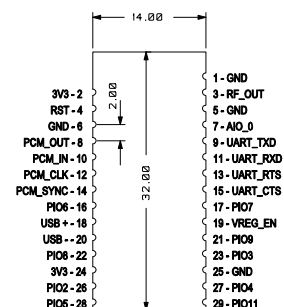 14.00
1 - GND
3V3 - 2
3 - RF_OUT
RST - 4
5 - GND
2.00
GND - 6
7 - AIO_0
PCM_OUT - 8
9 - UART_TXD
PCM_IN - 10
11 - UART_RXD
PCM_CLK - 12
13 - UART_RTS
PCM_SYNC - 14
15 - UART_CTS
32.00
PIO6 - 16
17 - PIO7
USB + - 18
19 - VREG_EN
USB - - 20
21 - PIO9
PIO8 - 22
23 - PIO3
3V3 - 24
25 - GND
PIO2 - 26
27 - PIO4
PIO5 - 28
29 - PIO11